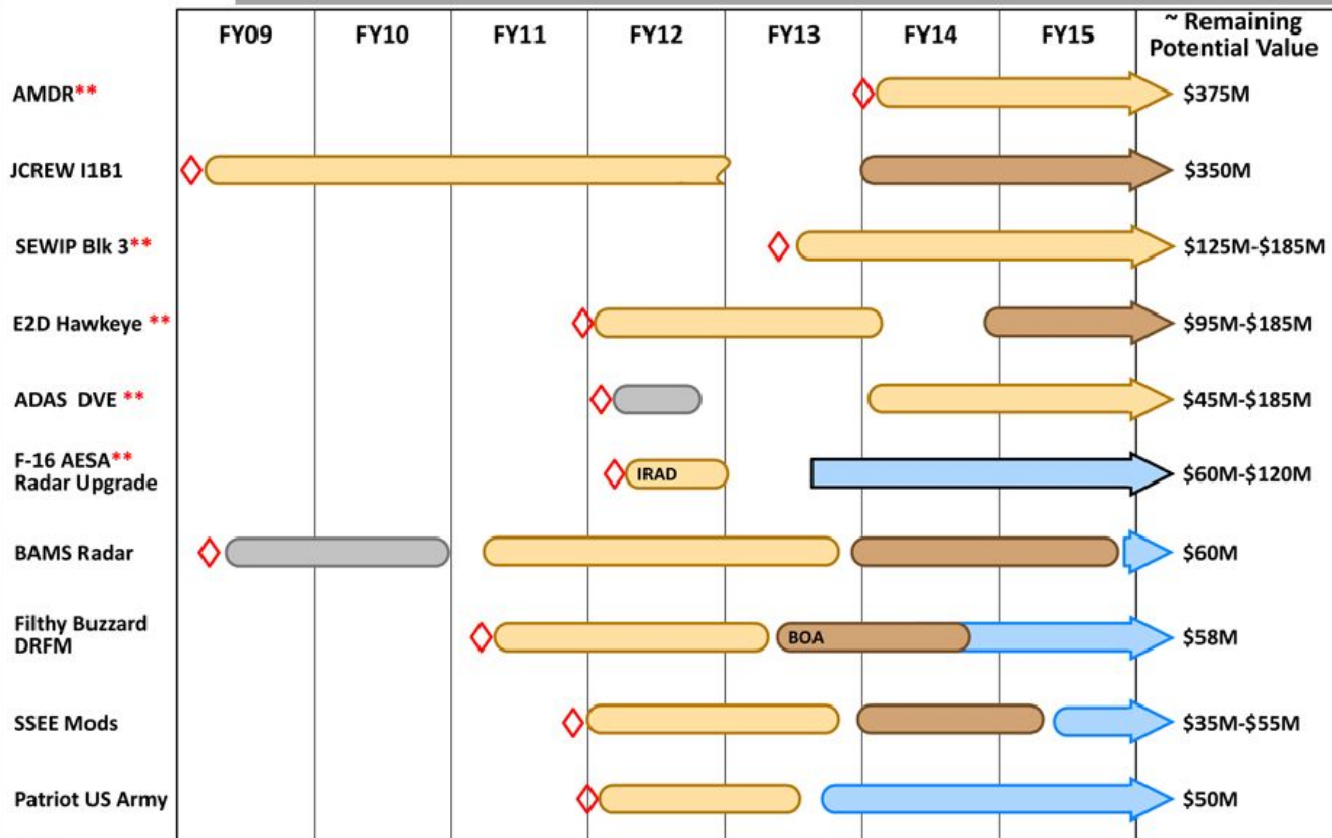 FY09 FY10 FY11 FY12 FY13 FY14 FY15 ~ Remaining
Potential Value
AMDR** $375M
JCREW I1B1 $350M
SEWIP Blk 3** $125M-$185M
E2D Hawkeye ** $95M-$185M
ADAS DVE ** $45M-$185M
F-16 AESA**
Radar Upgrade IRAD $60M-$120M
BAMS Radar $60M
Filthy Buzzard
DRFM BOA $58M
SSEE Mods $35M-$55M
Patriot US Army $50M